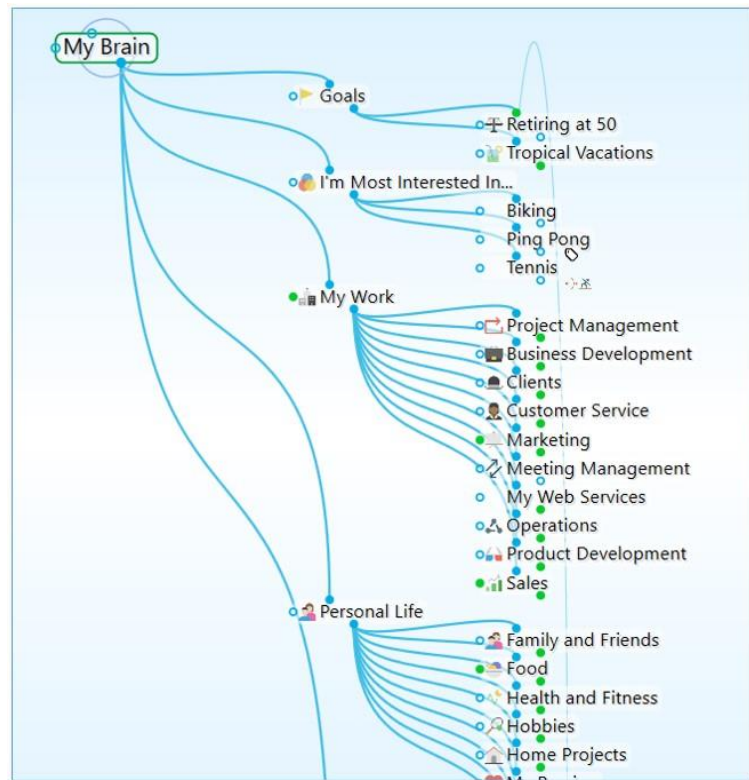 My Brain
Goals
Retiring at 50
Tropical Vacations
I'm Most Interested In...
Biking
Ping Pong
Tennis
My Work
Project Management
Business Development
Clients
Customer Service
Marketing
Meeting Management
My Web Services
Operations
Product Development
Sales
Personal Life
Family and Friends
Food
Health and Fitness
Hobbies
Home Projects